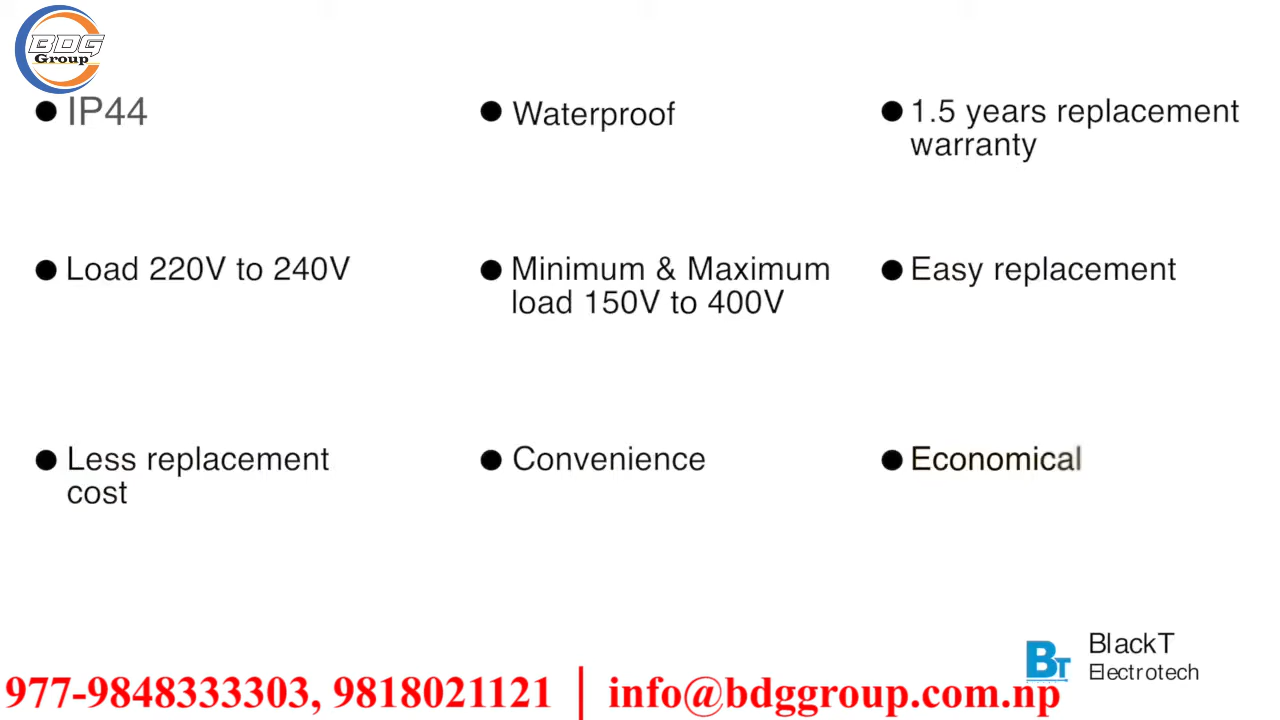 BDG
Group
● IP44
● Waterproof
● 1.5 years replacement
warranty
● Load 220V to 240V
● Minimum & Maximum
load 150V to 400V
● Easy replacement
● Less replacement
cost
● Convenience
● Economical
BT
BlackT
Electrotech
977-9848333303, 9818021121 | info@bdggroup.com.np